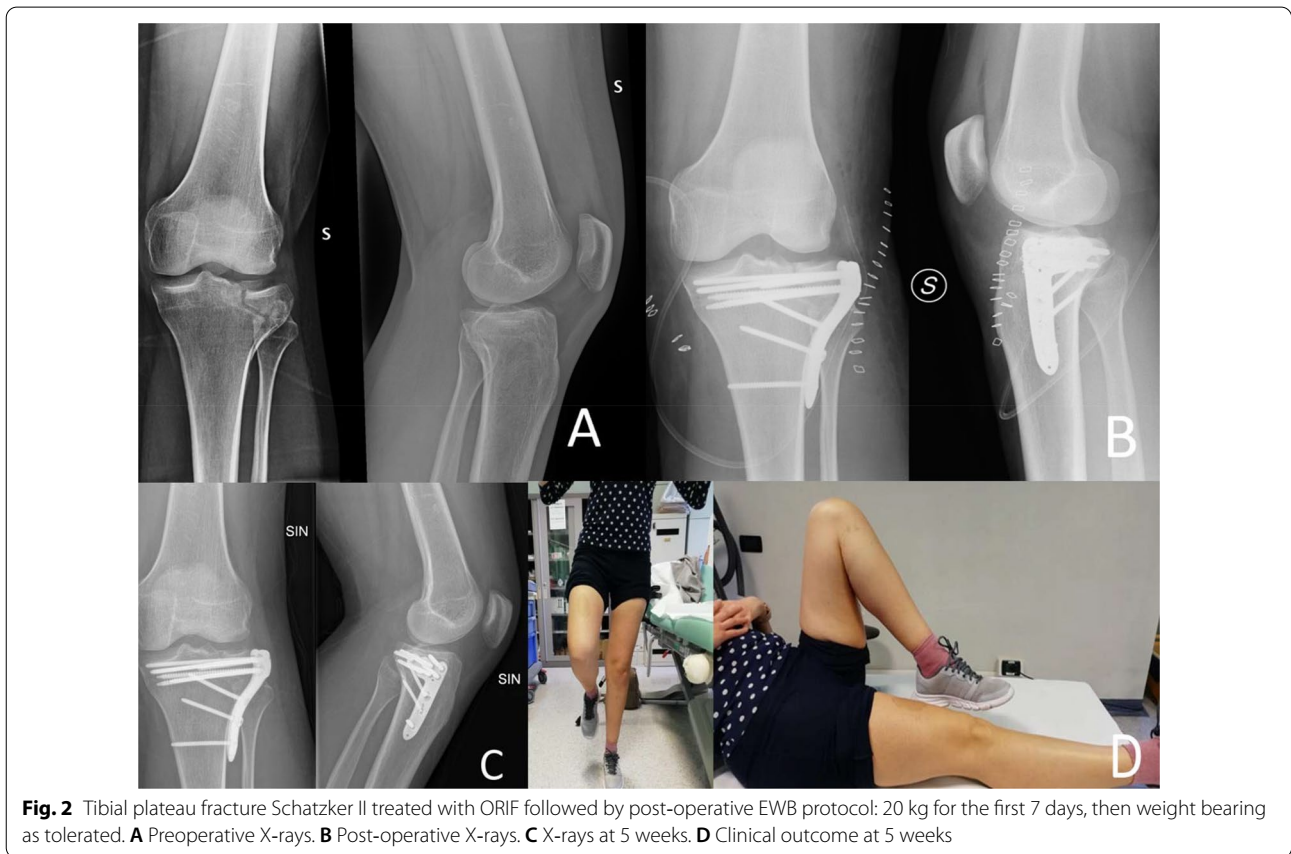 S
S
A
S
B
SIN
SIN
C
D
Fig. 2 Tibial plateau fracture Schatzker II treated with ORIF followed by post-operative EWB protocol: 20 kg for the first 7 days, then weight bearing
as tolerated. A Preoperative X-rays. B Post-operative X-rays. C X-rays at 5 weeks. D Clinical outcome at 5 weeks